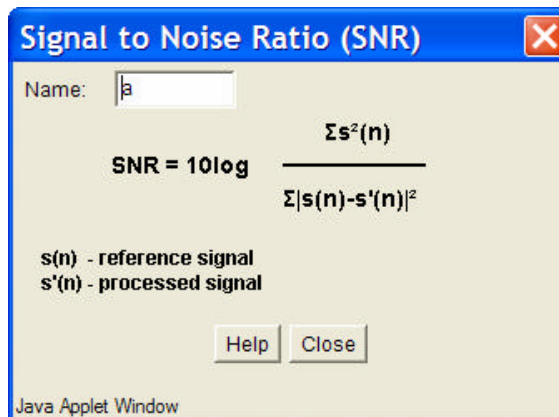 Signal to Noise Ratio (SNR)
Name: a
Σs²(n)
SNR = 10log
Σ|s(n)-s'(n)|²
s(n) - reference signal
s'(n) - processed signal
Help Close
Java Applet Window